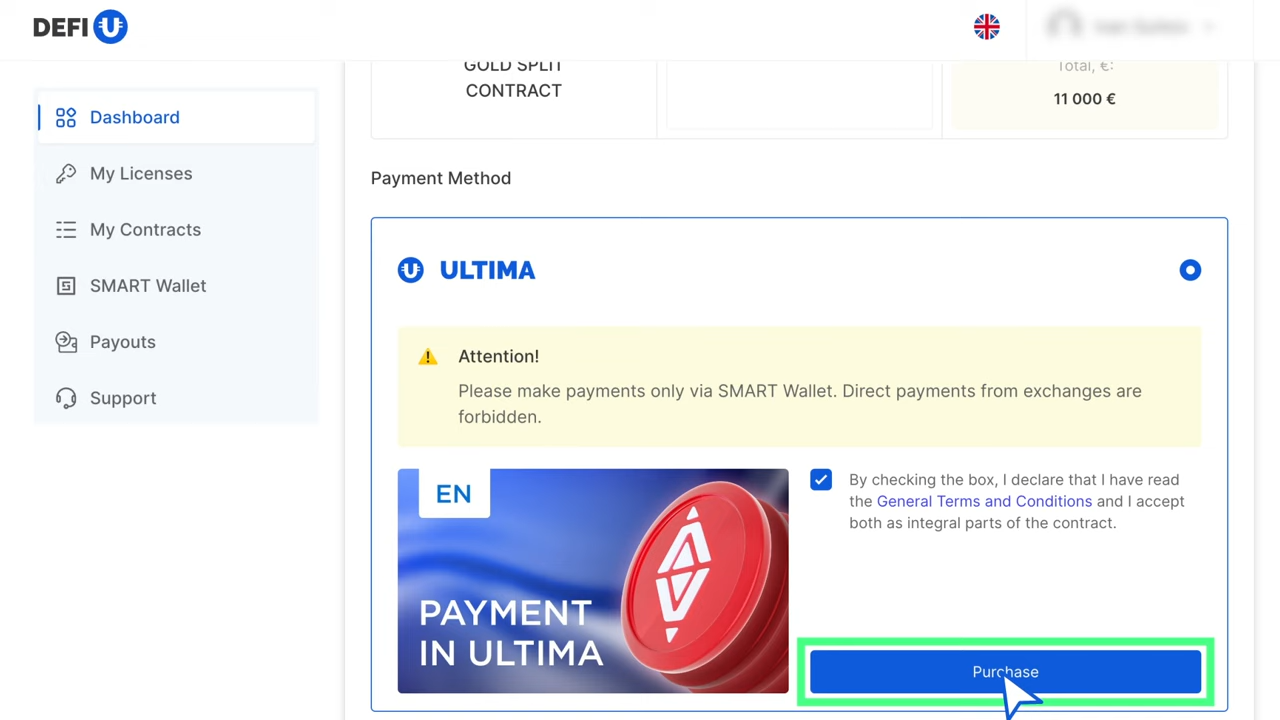 DEFI
Dashboard
My Licenses
My Contracts
SMART Wallet
Payouts
Support
GOLD SPLIT
CONTRACT
Total, €:
11 000 €
Payment Method
ULTIMA
Attention!
Please make payments only via SMART Wallet. Direct payments from exchanges are
forbidden.
EN
PAYMENT
IN ULTIMA
By checking the box, I declare that I have read
the General Terms and Conditions and I accept
both as integral parts of the contract.
Purchase